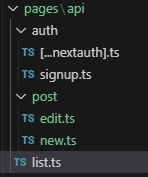 pages\api
auth
TS [...nextauth].ts
TS signup.ts
post
TS edit.ts
TS new.ts
TS list.ts